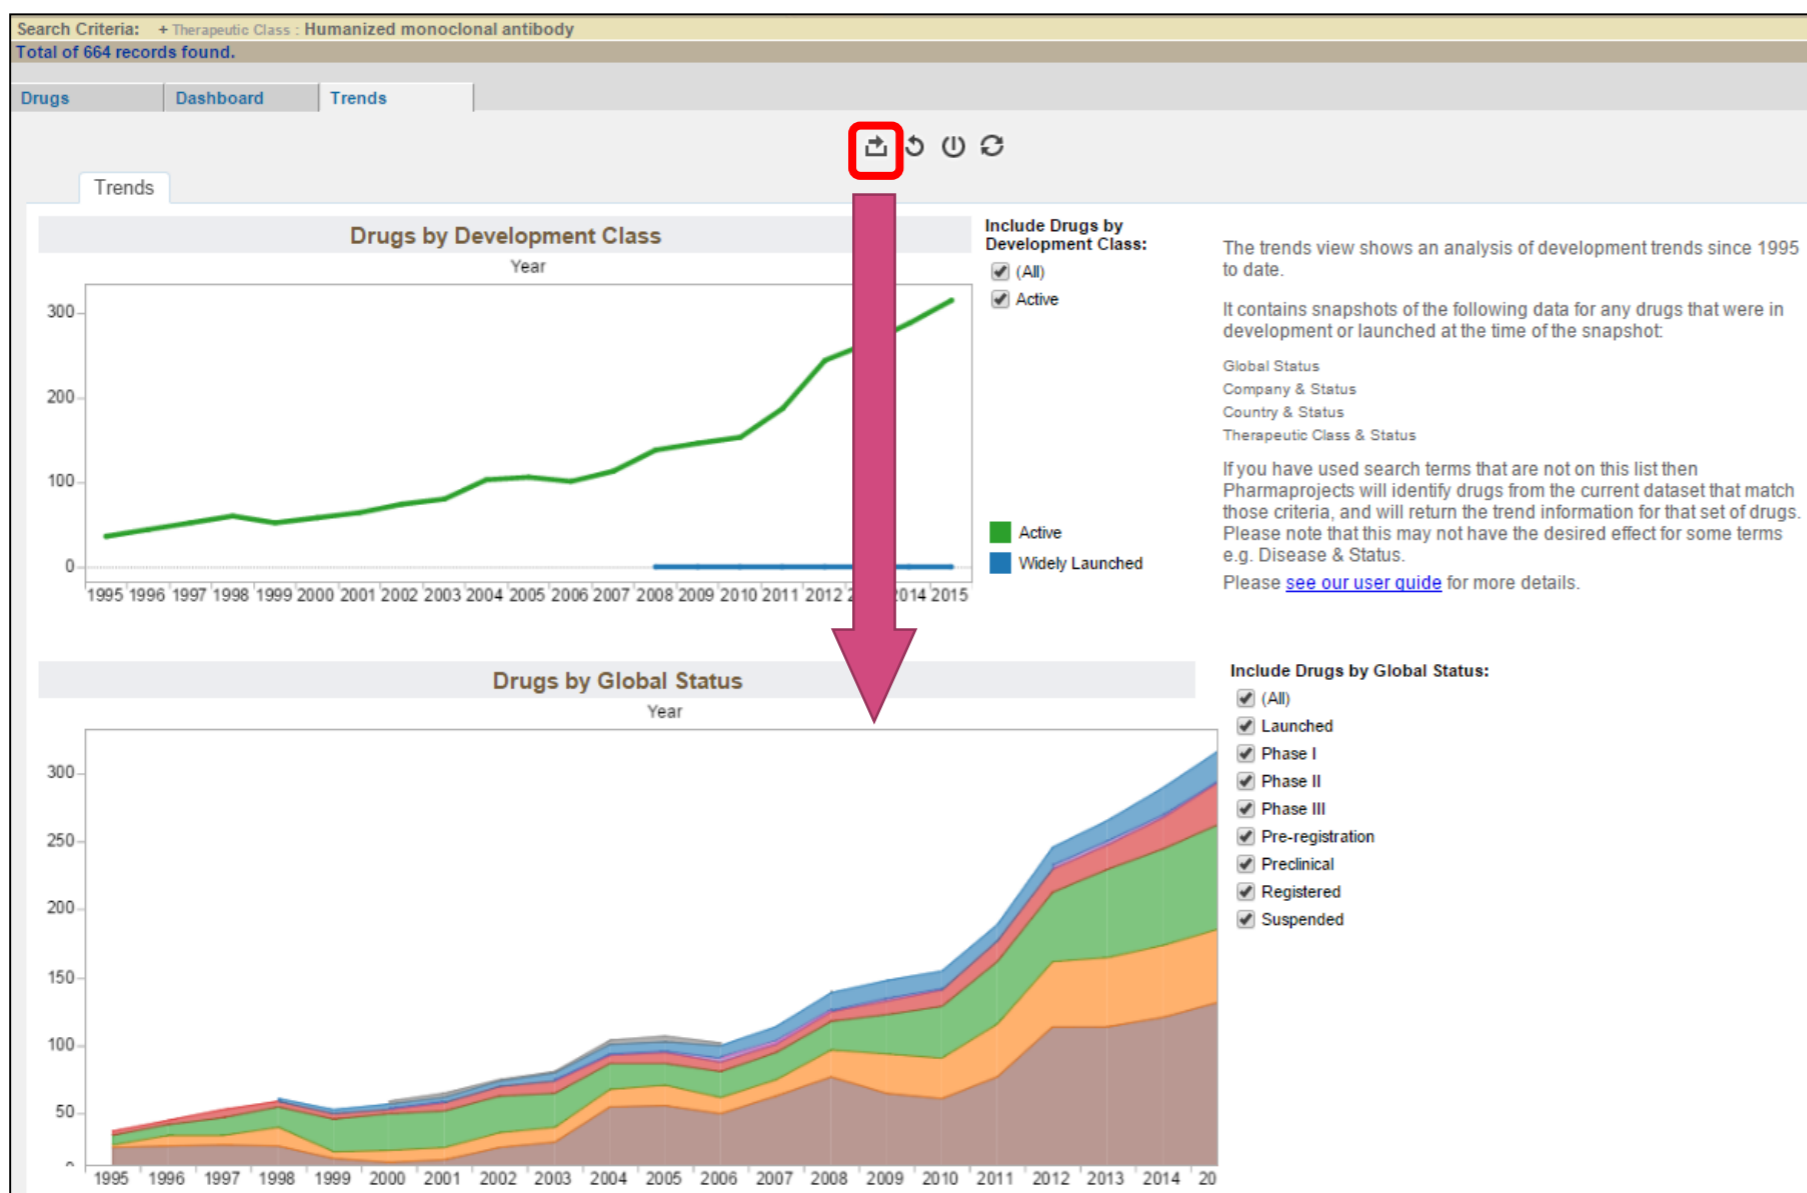 Search Criteria: + Therapeutic Class : Humanized monoclonal antibody
Total of 664 records found.
Drugs Dashboard Trends
Trends
Drugs by Development Class
Year
300
200
100
0
1995 1996 1997 1998 1999 2000 2001 2002 2003 2004 2005 2006 2007 2008 2009 2010 2011 2012 2 014 2015
Include Drugs by
Development Class:
(All)
Active
Active
Widely Launched
The trends view shows an analysis of development trends since 1995
to date.
It contains snapshots of the following data for any drugs that were in
development or launched at the time of the snapshot:
Global Status
Company & Status
Country & Status
Therapeutic Class & Status
If you have used search terms that are not on this list then
Pharmaprojects will identify drugs from the current dataset that match
those criteria, and will return the trend information for that set of drugs.
Please note that this may not have the desired effect for some terms
e.g. Disease & Status.
Please see our user guide for more details.
Drugs by Global Status
Year
300
250
200
150
100
50
1995 1996 1997 1998 1999 2000 2001 2002 2003 2004 2005 2006 2007 2008 2009 2010 2011 2012 2013 2014 20
Include Drugs by Global Status:
(All)
Launched
Phase I
Phase II
Phase III
Pre-registration
Preclinical
Registered
Suspended